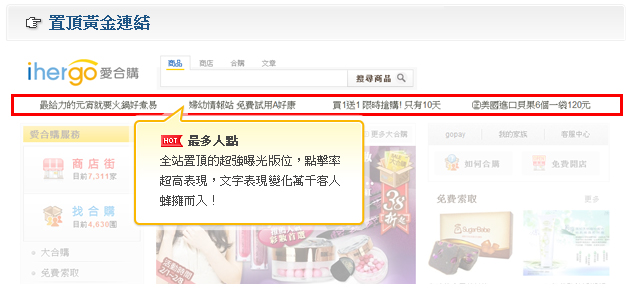 置頂黃金連結
ihergo 愛合購
商品 商店 合購 文章
搜尋商品
最給力的元宵就要火鍋好煮易 婦幼情報站 免費試用A好康 買1送1 限時搶購! 只有10天 ②美國進口貝果6個一袋120元
愛合購服務
更多大合購
gopay 我的家族 客服中心
HOT 最多人點
全站置頂的超強曝光版位，點擊率
超高表現，文字表現變化萬千客人
蜂擁而入！
商店街
目前7,311家
找合購
目前4,630團
» 大合購
» 免費索取
38
折起
如何合購
免費開店
免費索取 更多
SugarBabe